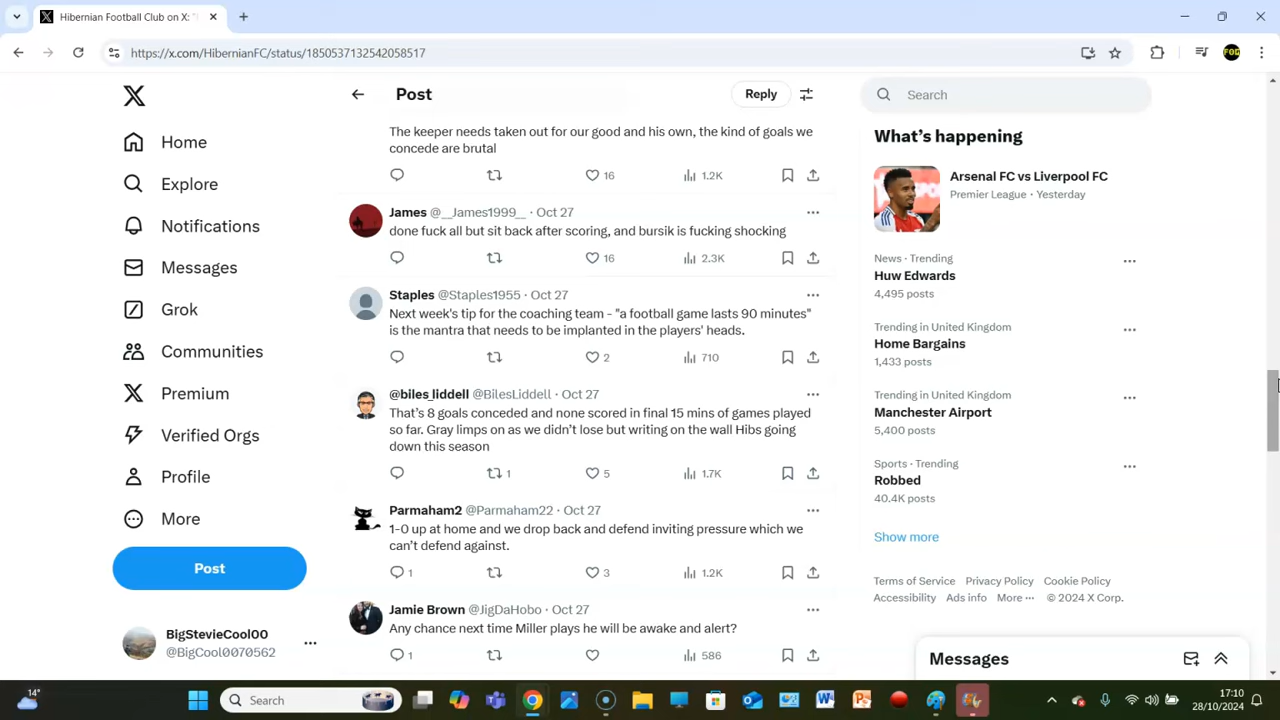 Hibernian Football Club on X: "
https://x.com/HibernianFC/status/1850537132542058517
FOG
Post
Reply
Search
Home
Explore
Notifications
Messages
Grok
Communities
Premium
Verified Orgs
Profile
More
Post
BigStevieCool00
@BigCool0070562
The keeper needs taken out for our good and his own, the kind of goals we
concede are brutal
16 1.2K
James @__James1999__ · Oct 27
done fuck all but sit back after scoring, and bursik is fucking shocking
16 2.3K
Staples @Staples1955 · Oct 27
Next week's tip for the coaching team - "a football game lasts 90 minutes"
is the mantra that needs to be implanted in the players' heads.
2 710
@biles_liddell @BilesLiddell · Oct 27
That's 8 goals conceded and none scored in final 15 mins of games played
so far. Gray limps on as we didn't lose but writing on the wall Hibs going
down this season
1 5 1.7K
Parmaham2 @Parmaham22 · Oct 27
1-0 up at home and we drop back and defend inviting pressure which we
can't defend against.
1 3 1.2K
Jamie Brown @JigDaHobo · Oct 27
Any chance next time Miller plays he will be awake and alert?
1 586
What's happening
Arsenal FC vs Liverpool FC
Premier League · Yesterday
News · Trending
Huw Edwards
4,495 posts
Trending in United Kingdom
Home Bargains
1,433 posts
Trending in United Kingdom
Manchester Airport
5,400 posts
Sports · Trending
Robbed
40.4K posts
Show more
Terms of Service Privacy Policy Cookie Policy
Accessibility Ads info More ··· © 2024 X Corp.
Messages
14°
Search
17:10
28/10/2024